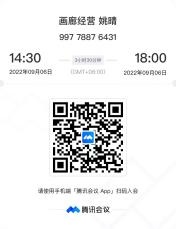 画廊经营 姚晴
997 7887 6431
14:30
3小时30分钟
18:00
2022年09月06日
(GMT+08:00)
2022年09月06日
请使用手机端「腾讯会议 App」扫码入会
腾讯会议